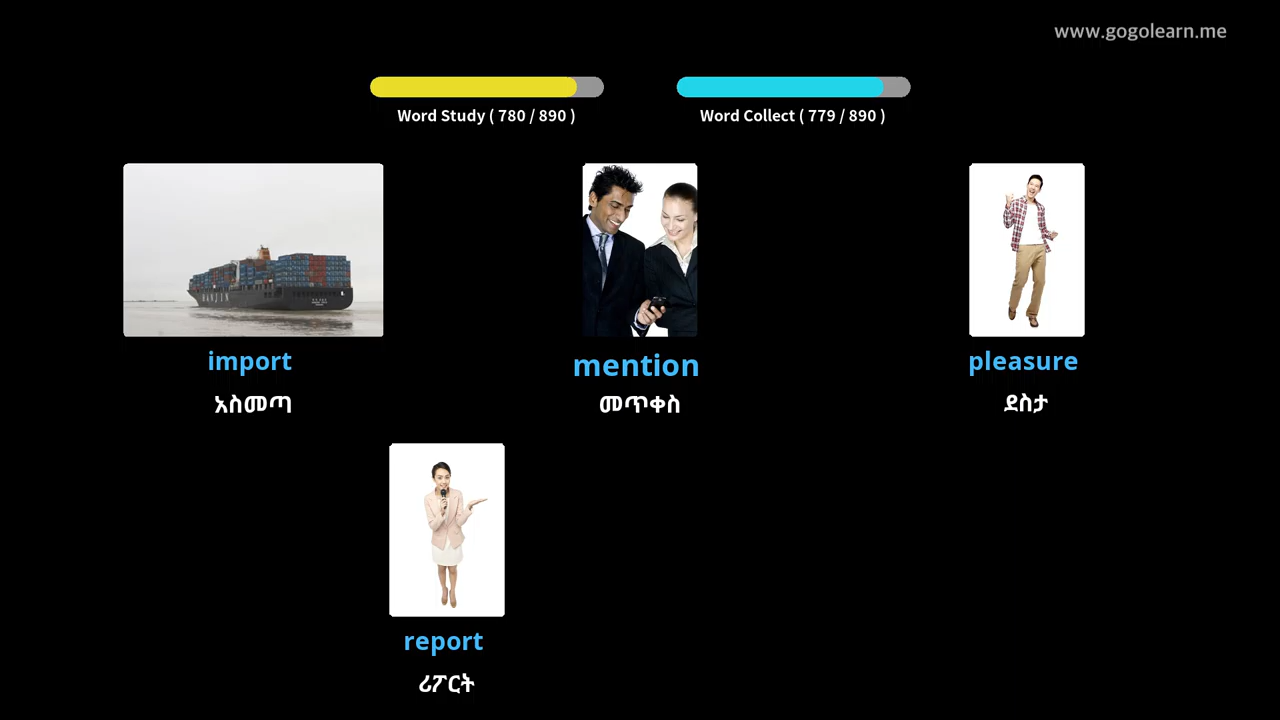 www.gogolearn.me
Word Study ( 780 / 890 )
Word Collect ( 779 / 890 )
HANJIN
import
mention
pleasure
አስመጣ
መጥቀስ
ደስታ
report
ሪፖርት